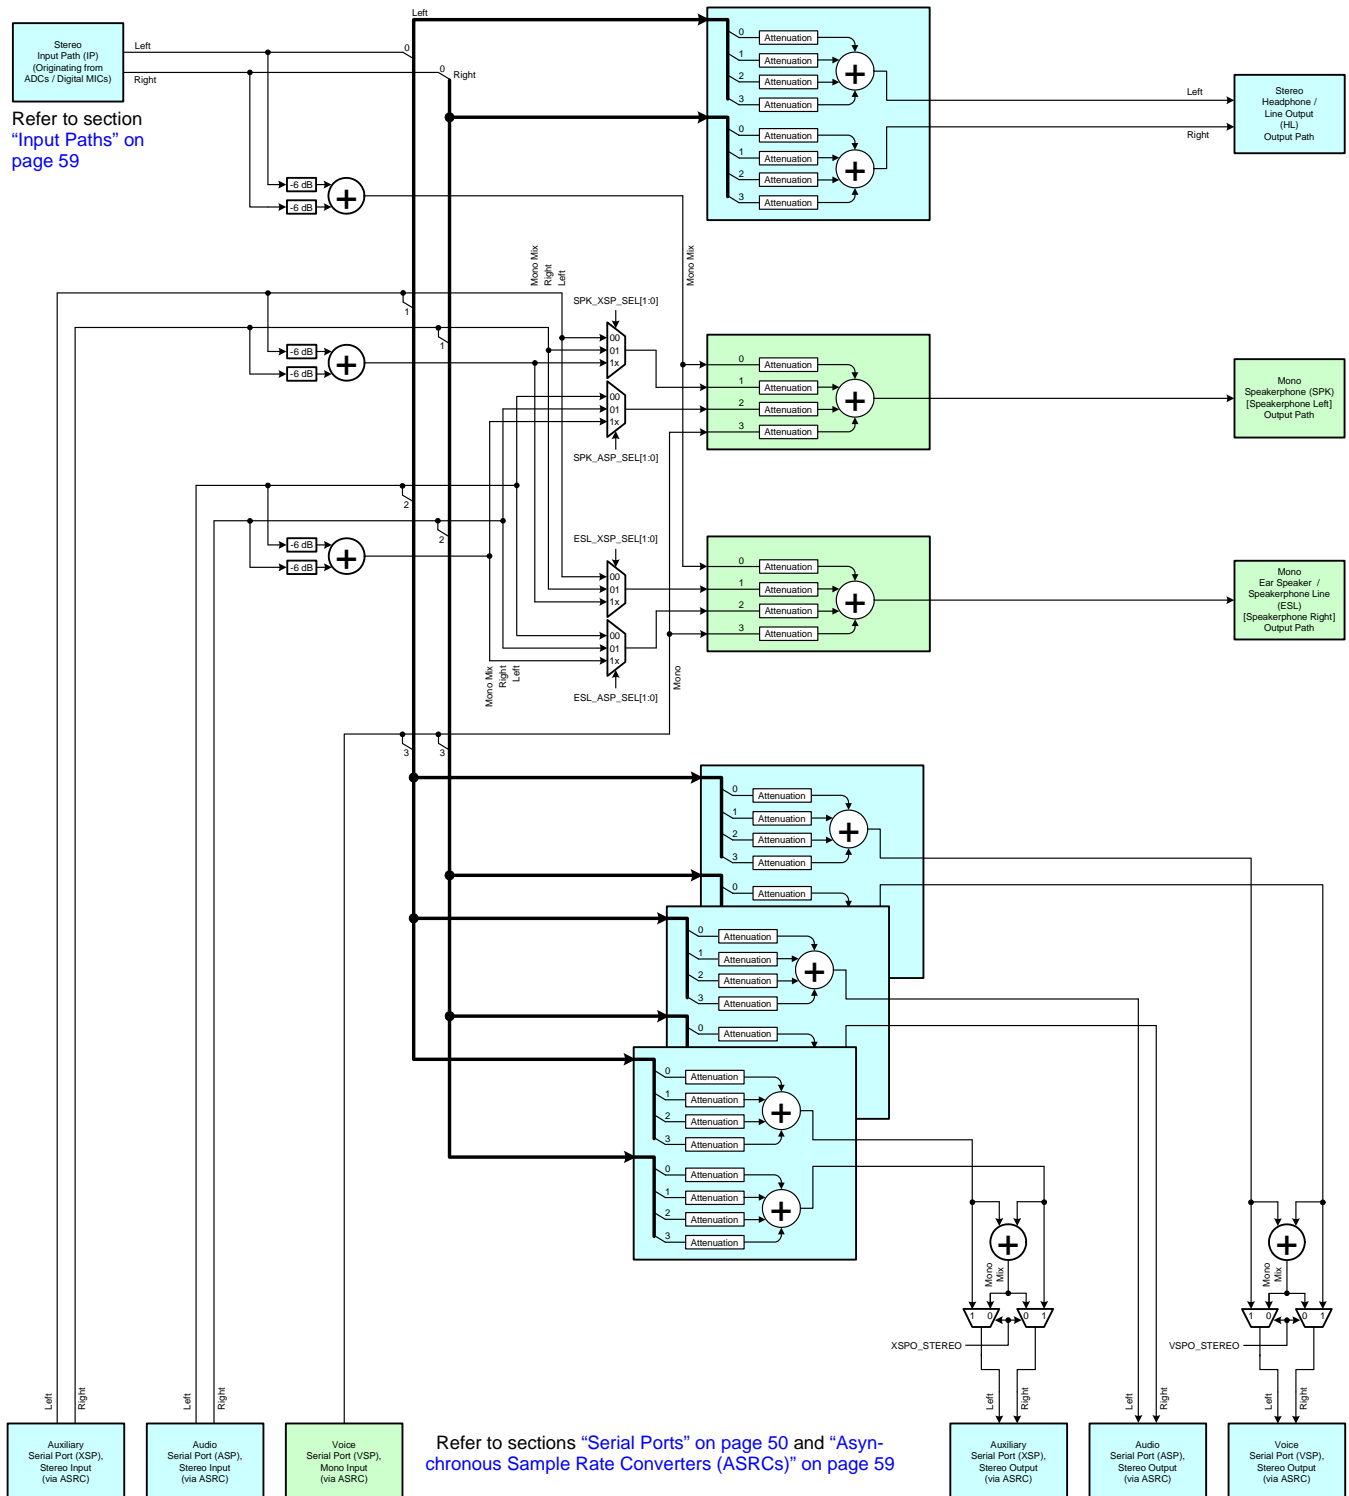 Left
Stereo
Input Path (IP)
(Originating from
ADCs / Digital MICs)
Left
Right
0
0
Right
Refer to section
“Input Paths” on
page 59
0
Attenuation
1
Attenuation
2
Attenuation
3
Attenuation
+
0
Attenuation
1
Attenuation
2
Attenuation
3
Attenuation
+
Left
Right
Stereo
Headphone /
Line Output
(HL)
Output Path
-6 dB
-6 dB
+
Mono Mix
Right
Left
Mono Mix
1
1
-6 dB
-6 dB
+
SPK_XSP_SEL[1:0]
00
01
1x
00
01
1x
SPK_ASP_SEL[1:0]
0
Attenuation
1
Attenuation
2
Attenuation
3
Attenuation
+
Mono
Speakerphone (SPK)
[Speakerphone Left]
Output Path
2
2
-6 dB
-6 dB
+
ESL_XSP_SEL[1:0]
00
01
1x
00
01
1x
ESL_ASP_SEL[1:0]
Mono Mix
Right
Left
Mono
0
Attenuation
1
Attenuation
2
Attenuation
3
Attenuation
+
Mono
Ear Speaker /
Speakerphone Line
(ESL)
[Speakerphone Right]
Output Path
3
3
0
Attenuation
1
Attenuation
2
Attenuation
3
Attenuation
+
0
Attenuation
0
Attenuation
1
Attenuation
2
Attenuation
3
Attenuation
+
0
Attenuation
0
Attenuation
1
Attenuation
2
Attenuation
3
Attenuation
+
0
Attenuation
1
Attenuation
2
Attenuation
3
Attenuation
+
+
Mono
Mix
1
0
0
1
XSPO_STEREO
+
Mono
Mix
1
0
0
1
VSPO_STEREO
Left
Right
Left
Right
Left
Right
Left
Right
Left
Right
Auxiliary
Serial Port (XSP),
Stereo Input
(via ASRC)
Audio
Serial Port (ASP),
Stereo Input
(via ASRC)
Voice
Serial Port (VSP),
Mono Input
(via ASRC)
Refer to sections “Serial Ports” on page 50 and “Asyn-
chronous Sample Rate Converters (ASRCs)” on page 59
Auxiliary
Serial Port (XSP),
Stereo Output
(via ASRC)
Audio
Serial Port (ASP),
Stereo Output
(via ASRC)
Voice
Serial Port (VSP),
Stereo Output
(via ASRC)